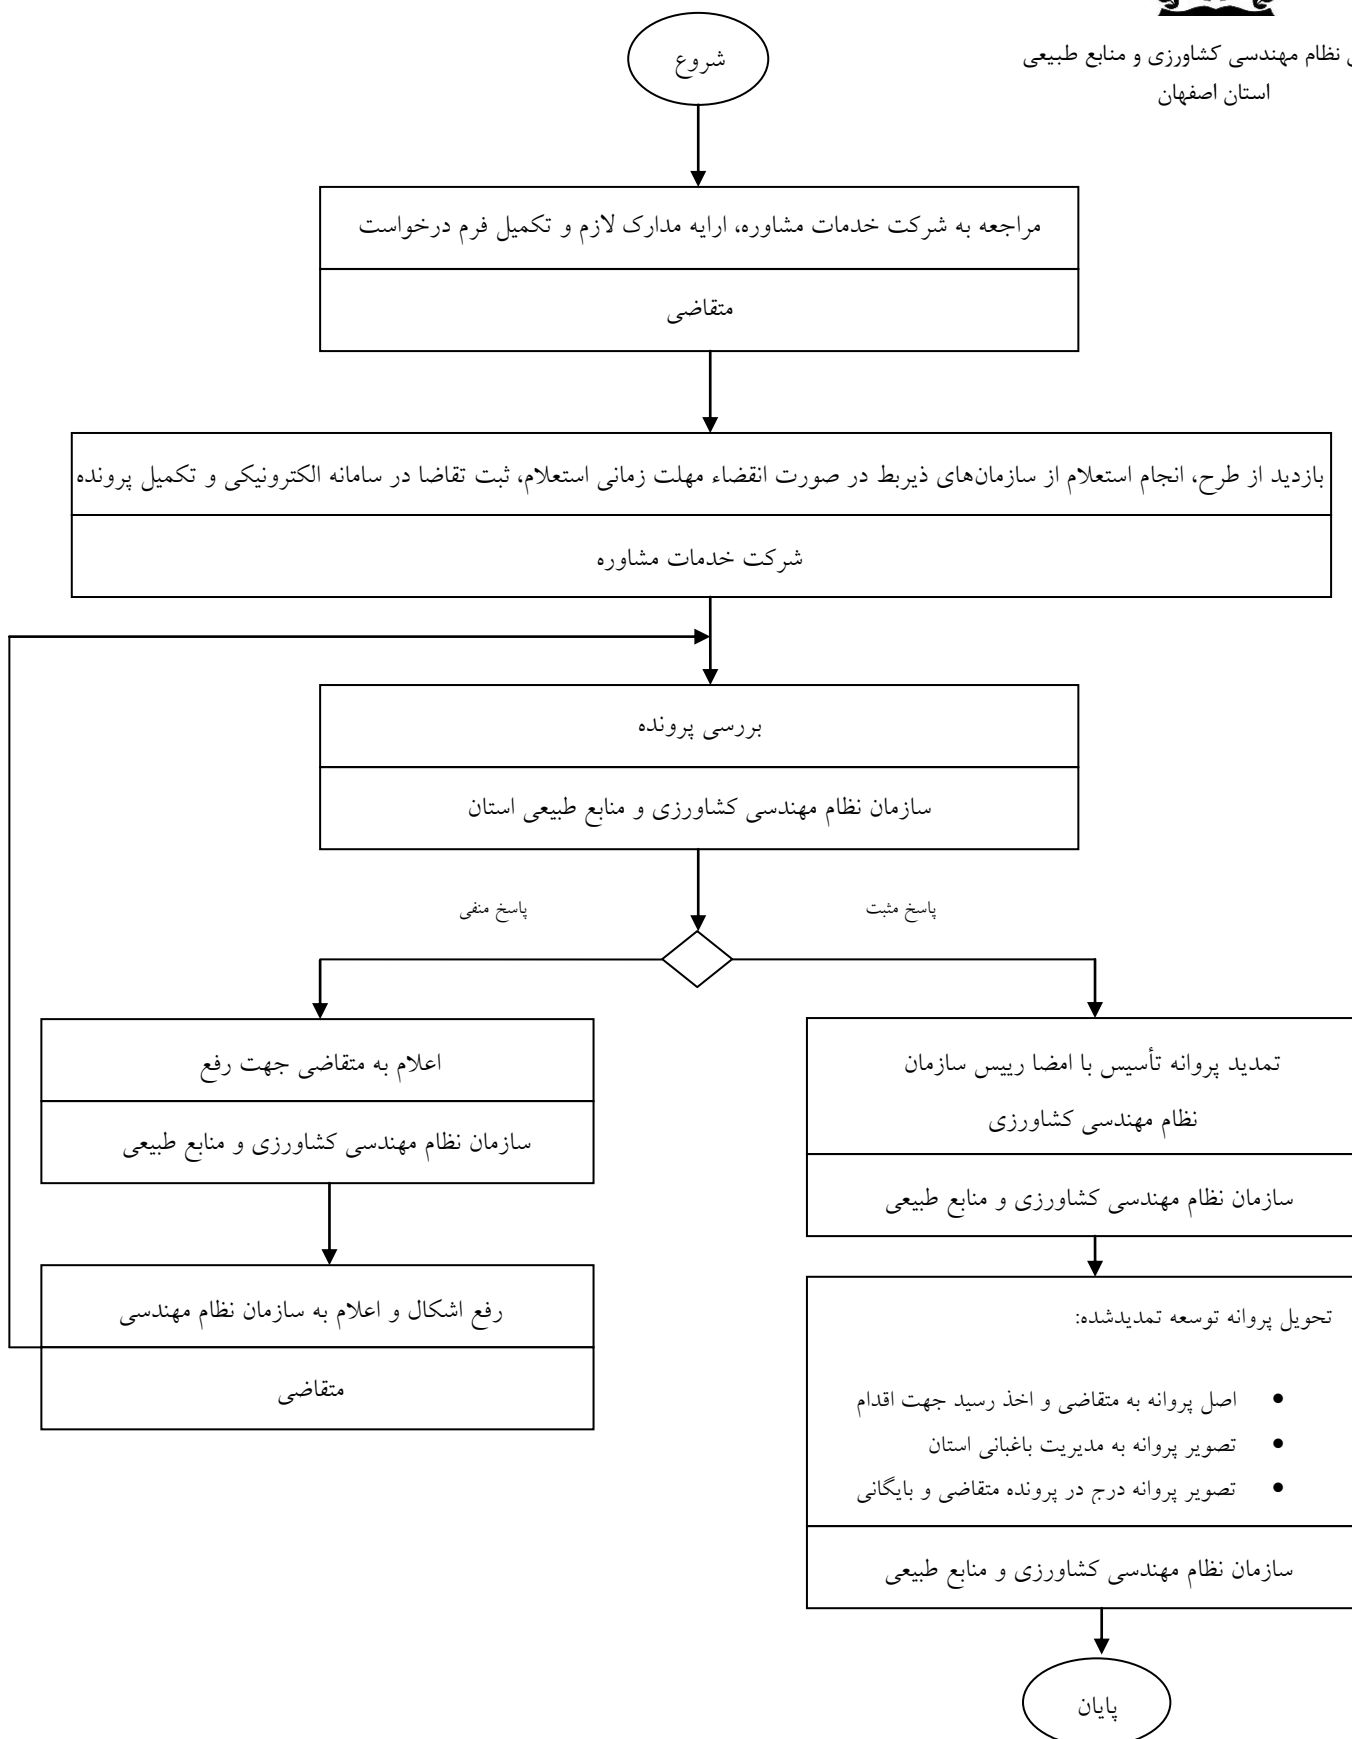 نظام مهندسی کشاورزی و منابع طبیعی
استان اصفهان
شروع
مراجعه به شرکت خدمات مشاوره، ارایه مدارک لازم و تکمیل فرم درخواست
متقاضی
بازدید از طرح، انجام استعلام از سازمان‌های ذیربط در صورت انقضاء مهلت زمانی استعلام، ثبت تقاضا در سامانه الکترونیکی و تکمیل پرونده
شرکت خدمات مشاوره
بررسی پرونده
سازمان نظام مهندسی کشاورزی و منابع طبیعی استان
پاسخ مثبت
پاسخ منفی
تمدید پروانه تأسیس با امضا رییس سازمان
نظام مهندسی کشاورزی
سازمان نظام مهندسی کشاورزی و منابع طبیعی
اعلام به متقاضی جهت رفع
سازمان نظام مهندسی کشاورزی و منابع طبیعی
رفع اشکال و اعلام به سازمان نظام مهندسی
متقاضی
تحویل پروانه توسعه تمدیدشده:
• اصل پروانه به متقاضی و اخذ رسید جهت اقدام
• تصویر پروانه به مدیریت باغبانی استان
• تصویر پروانه درج در پرونده متقاضی و بایگانی
سازمان نظام مهندسی کشاورزی و منابع طبیعی
پایان